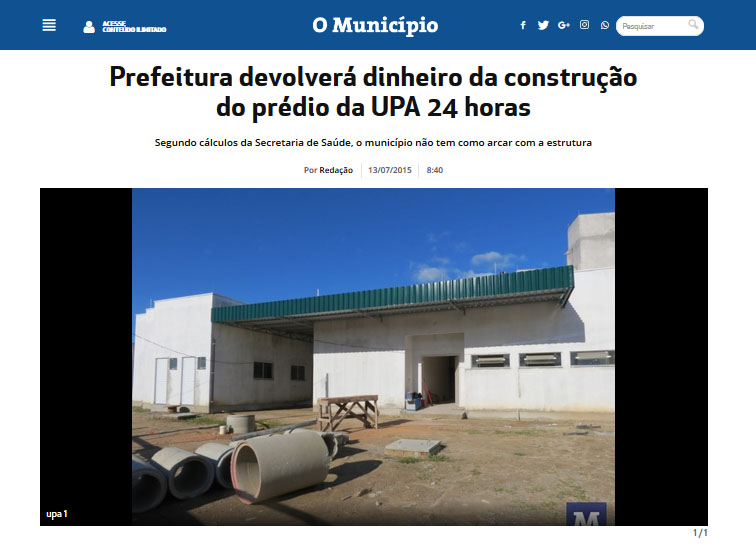 ACESSE
CONTEÚDO ILIMITADO
O Município
Pesquisar
Prefeitura devolverá dinheiro da construção
do prédio da UPA 24 horas
Segundo cálculos da Secretaria de Saúde, o município não tem como arcar com a estrutura
Por Redação 13/07/2015 8:40
M
upa 1
1 / 1